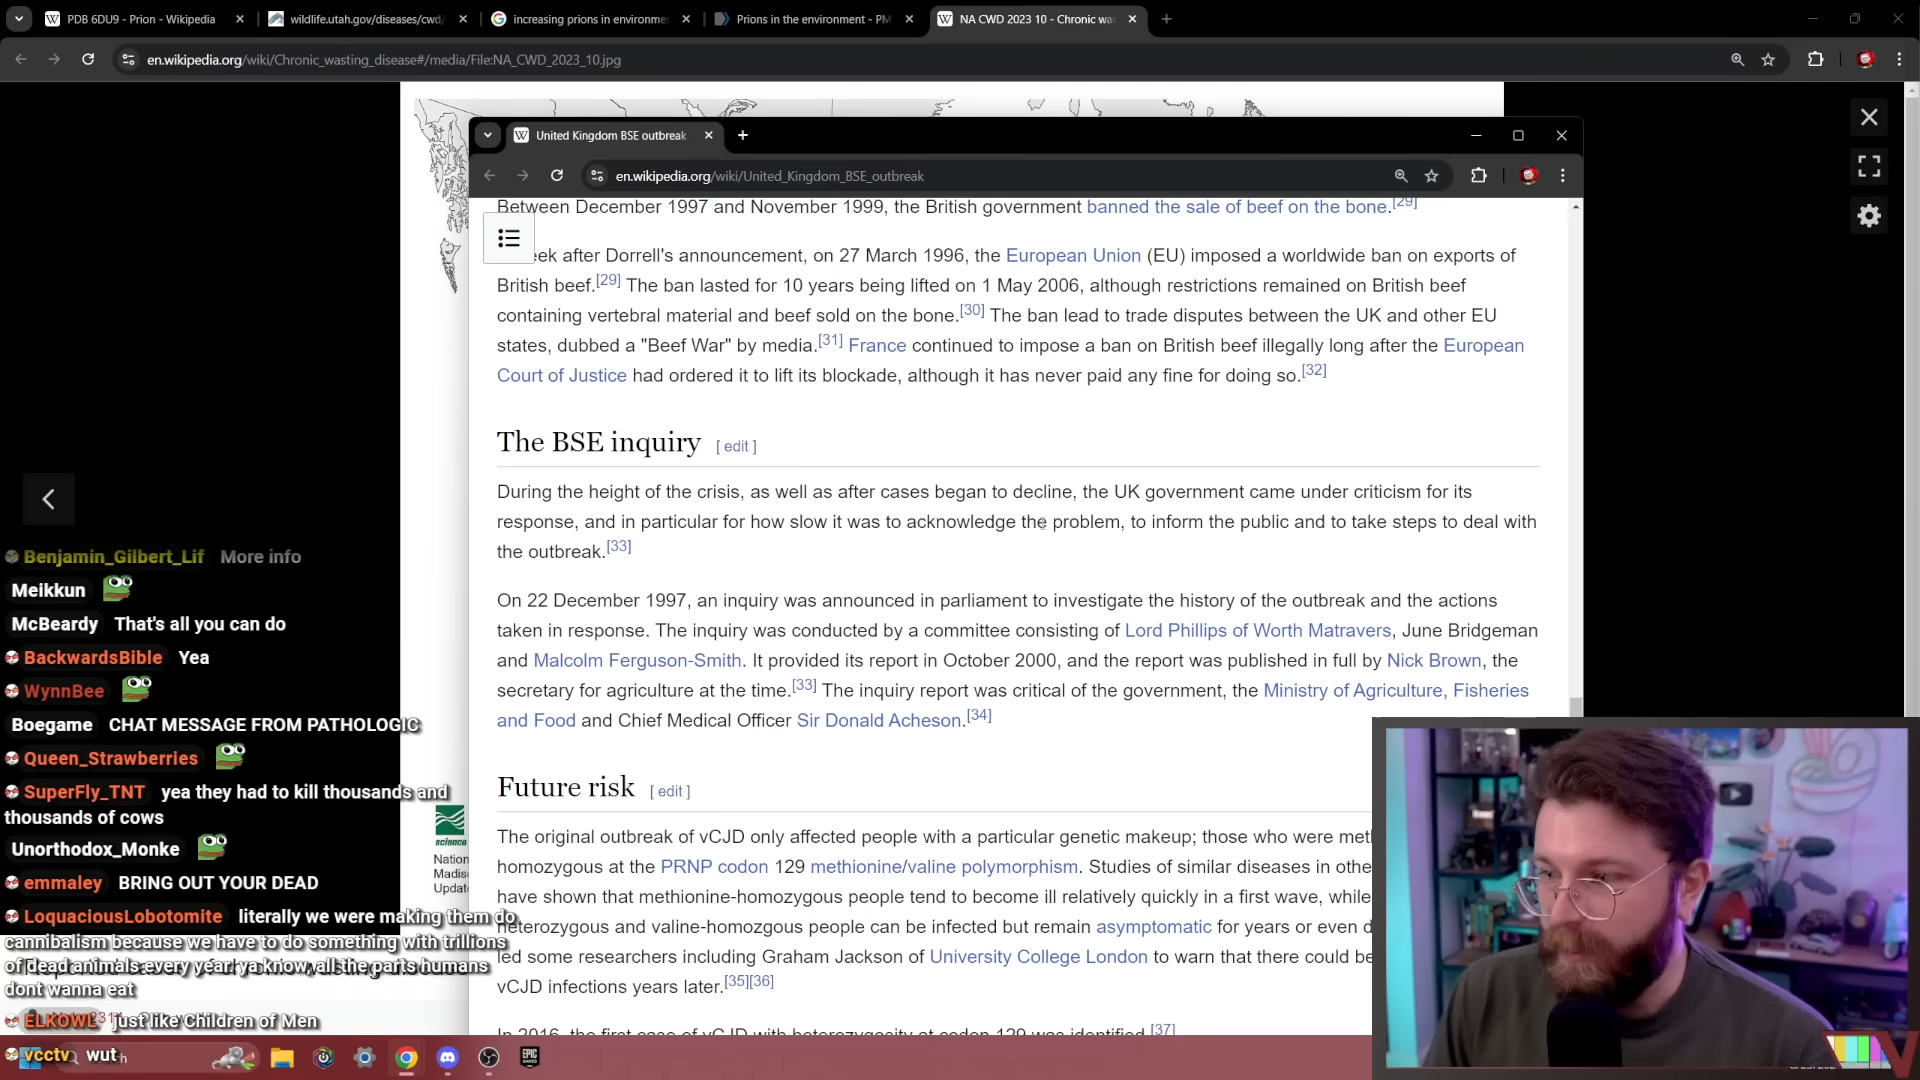 PDB 6DU9 - Prion - Wikipedia
wildlife.utah.gov/diseases/cwd/
increasing prions in environme
Prions in the environment - PM
NA CWD 2023 10 - Chronic wa
en.wikipedia.org/wiki/Chronic_wasting_disease#/media/File:NA_CWD_2023_10.jpg
United Kingdom BSE outbreak
en.wikipedia.org/wiki/United_Kingdom_BSE_outbreak
Between December 1997 and November 1999, the British government banned the sale of beef on the bone.[29]
eek after Dorrell's announcement, on 27 March 1996, the European Union (EU) imposed a worldwide ban on exports of
British beef.[29] The ban lasted for 10 years being lifted on 1 May 2006, although restrictions remained on British beef
containing vertebral material and beef sold on the bone.[30] The ban lead to trade disputes between the UK and other EU
states, dubbed a "Beef War" by media.[31] France continued to impose a ban on British beef illegally long after the European
Court of Justice had ordered it to lift its blockade, although it has never paid any fine for doing so.[32]
The BSE inquiry [ edit ]
During the height of the crisis, as well as after cases began to decline, the UK government came under criticism for its
response, and in particular for how slow it was to acknowledge the problem, to inform the public and to take steps to deal with
the outbreak.[33]
On 22 December 1997, an inquiry was announced in parliament to investigate the history of the outbreak and the actions
taken in response. The inquiry was conducted by a committee consisting of Lord Phillips of Worth Matravers, June Bridgeman
and Malcolm Ferguson-Smith. It provided its report in October 2000, and the report was published in full by Nick Brown, the
secretary for agriculture at the time.[33] The inquiry report was critical of the government, the Ministry of Agriculture, Fisheries
and Food and Chief Medical Officer Sir Donald Acheson.[34]
Future risk [ edit ]
The original outbreak of vCJD only affected people with a particular genetic makeup; those who were met
homozygous at the PRNP codon 129 methionine/valine polymorphism. Studies of similar diseases in othe
have shown that methionine-homozygous people tend to become ill relatively quickly in a first wave, while
heterozygous and valine-homozgous people can be infected but remain asymptomatic for years or even d
led some researchers including Graham Jackson of University College London to warn that there could be
vCJD infections years later.[35][36]
In 2016, the first case of vCJD with heterozygosity at codon 129 was identified.[37]
Benjamin_Gilbert_Lif More info
Meikkun
McBeardy That's all you can do
BackwardsBible Yea
WynnBee
Boegame CHAT MESSAGE FROM PATHOLOGIC
Queen_Strawberries
SuperFly_TNT yea they had to kill thousands and
thousands of cows
Unorthodox_Monke
emmaley BRING OUT YOUR DEAD
LoquaciousLobotomite literally we were making them do
cannibalism because we have to do something with trillions
of dead animals every year ya know, all the parts humans
dont wanna eat
ELKOWL just like Children of Men
vcctv wut
science
Nation
Madis
Update
EPIC